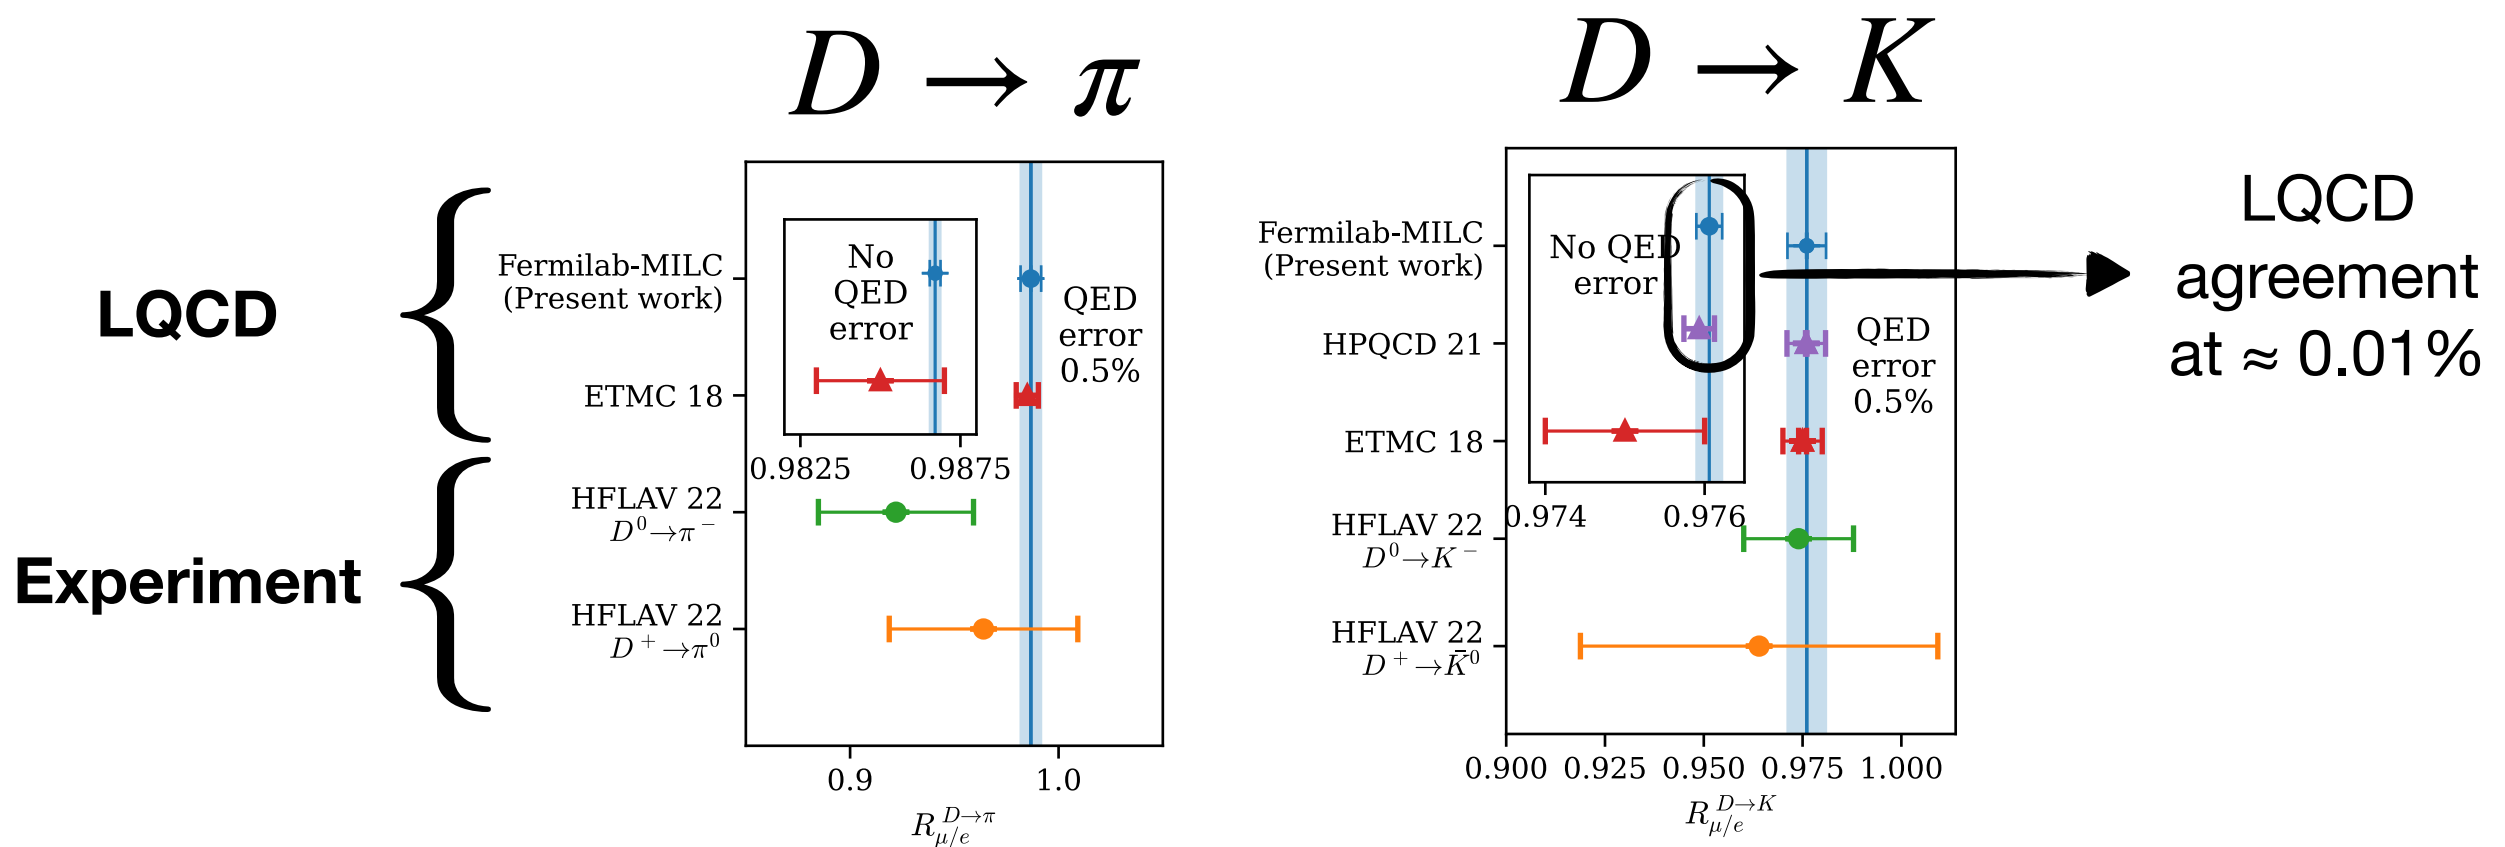 D → π
D → K
LQCD
Experiment
Fermilab-MILC
(Present work)
ETMC 18
HFLAV 22
D⁰→π⁻
HFLAV 22
D⁺→π⁰
No
QED
error
0.9825
0.9875
QED
error
0.5%
0.9
1.0
R_{μ/e}^{D→π}
Fermilab-MILC
(Present work)
HPQCD 21
ETMC 18
HFLAV 22
D⁰→K⁻
HFLAV 22
D⁺→K̄⁰
No QED
error
0.974
0.976
QED
error
0.5%
0.900
0.925
0.950
0.975
1.000
R_{μ/e}^{D→K}
LQCD
agreement
at ≈ 0.01%